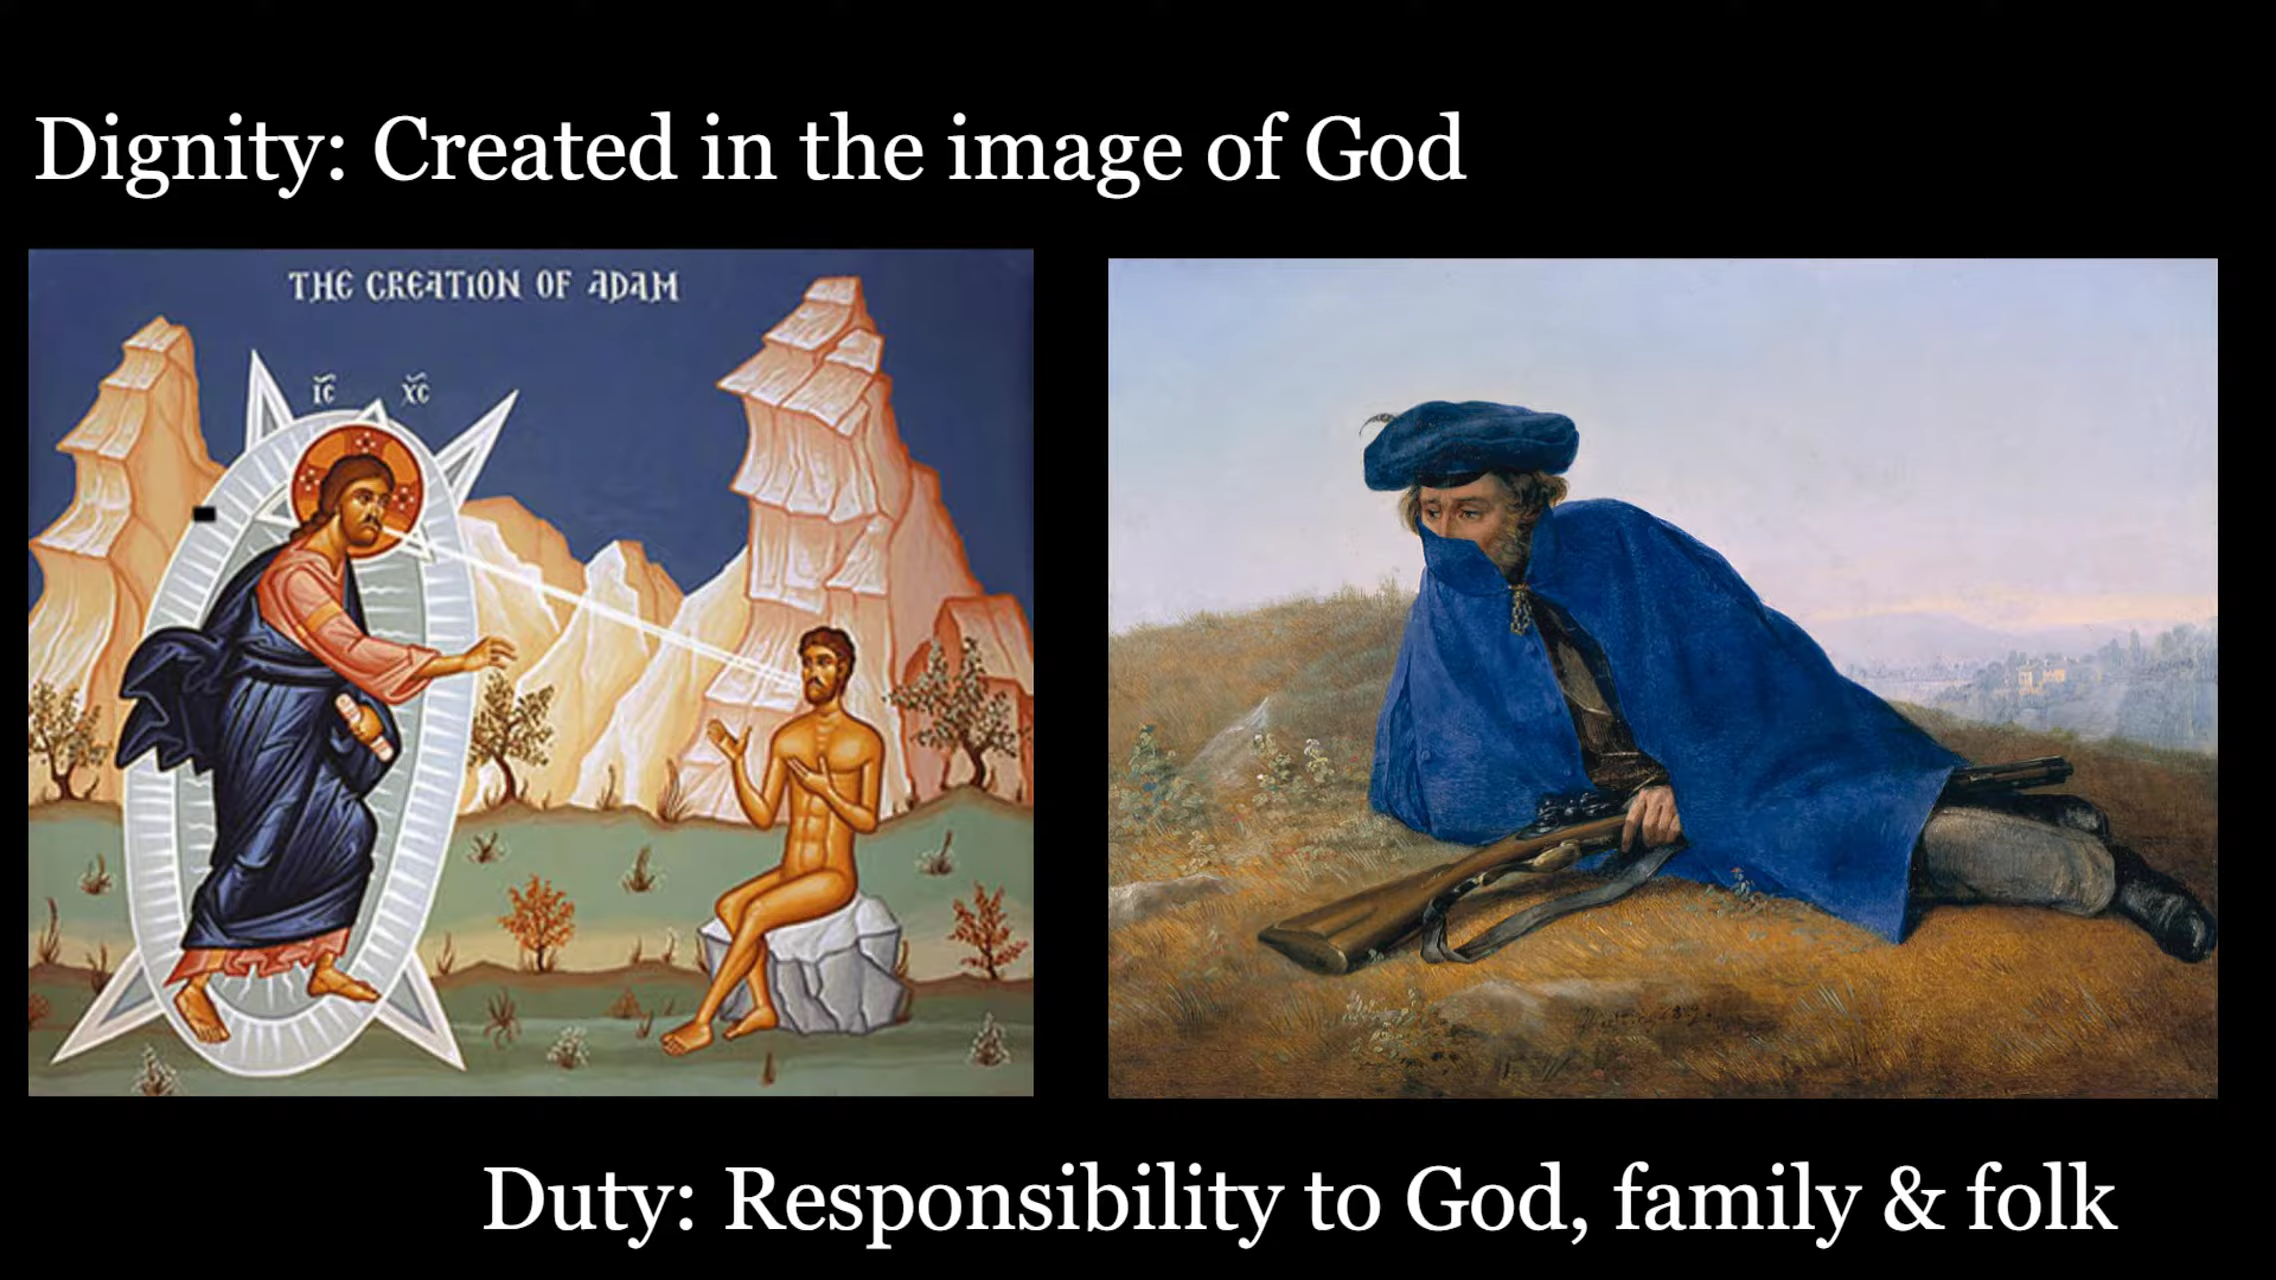 Dignity: Created in the image of God
THE CREATION OF ADAM
IC XC
Duty: Responsibility to God, family & folk